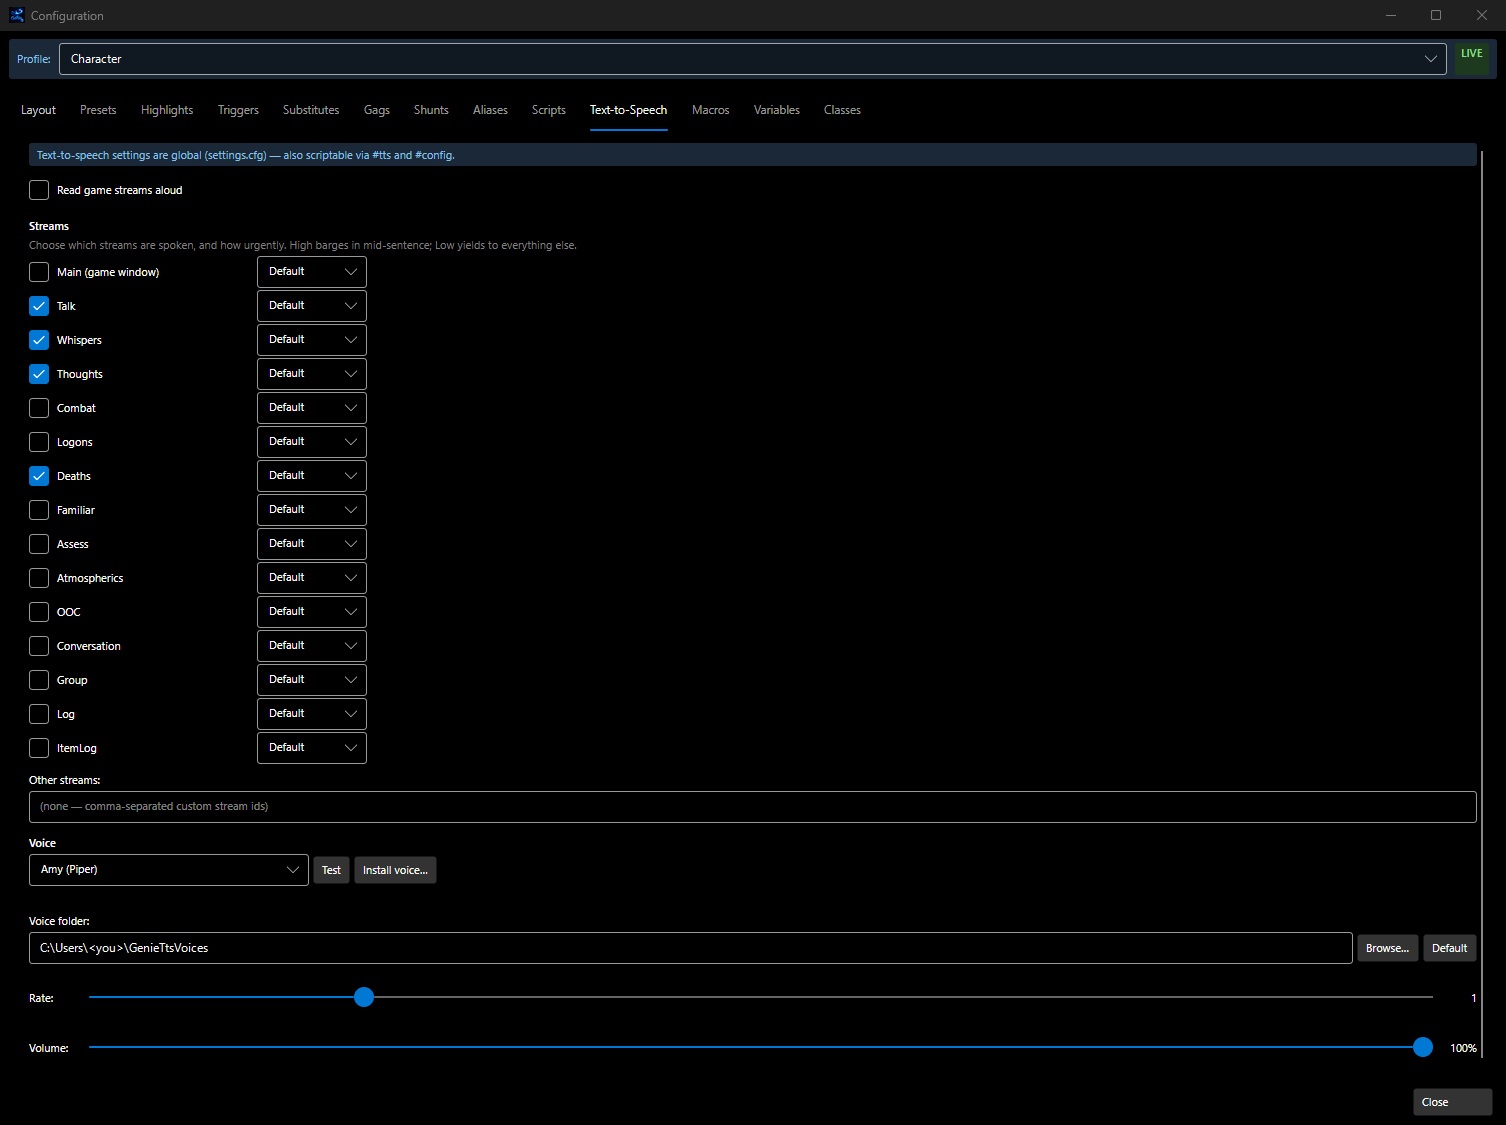 Configuration
Profile: Character LIVE
Layout Presets Highlights Triggers Substitutes Gags Shunts Aliases Scripts Text-to-Speech Macros Variables Classes
Text-to-speech settings are global (settings.cfg) — also scriptable via #tts and #config.
Read game streams aloud
Streams
Choose which streams are spoken, and how urgently. High barges in mid-sentence; Low yields to everything else.
Main (game window) Default
Talk Default
Whispers Default
Thoughts Default
Combat Default
Logons Default
Deaths Default
Familiar Default
Assess Default
Atmospherics Default
OOC Default
Conversation Default
Group Default
Log Default
ItemLog Default
Other streams:
(none — comma-separated custom stream ids)
Voice
Amy (Piper) Test Install voice...
Voice folder:
C:\Users\<you>\GenieTtsVoices Browse... Default
Rate: 1
Volume: 100%
Close